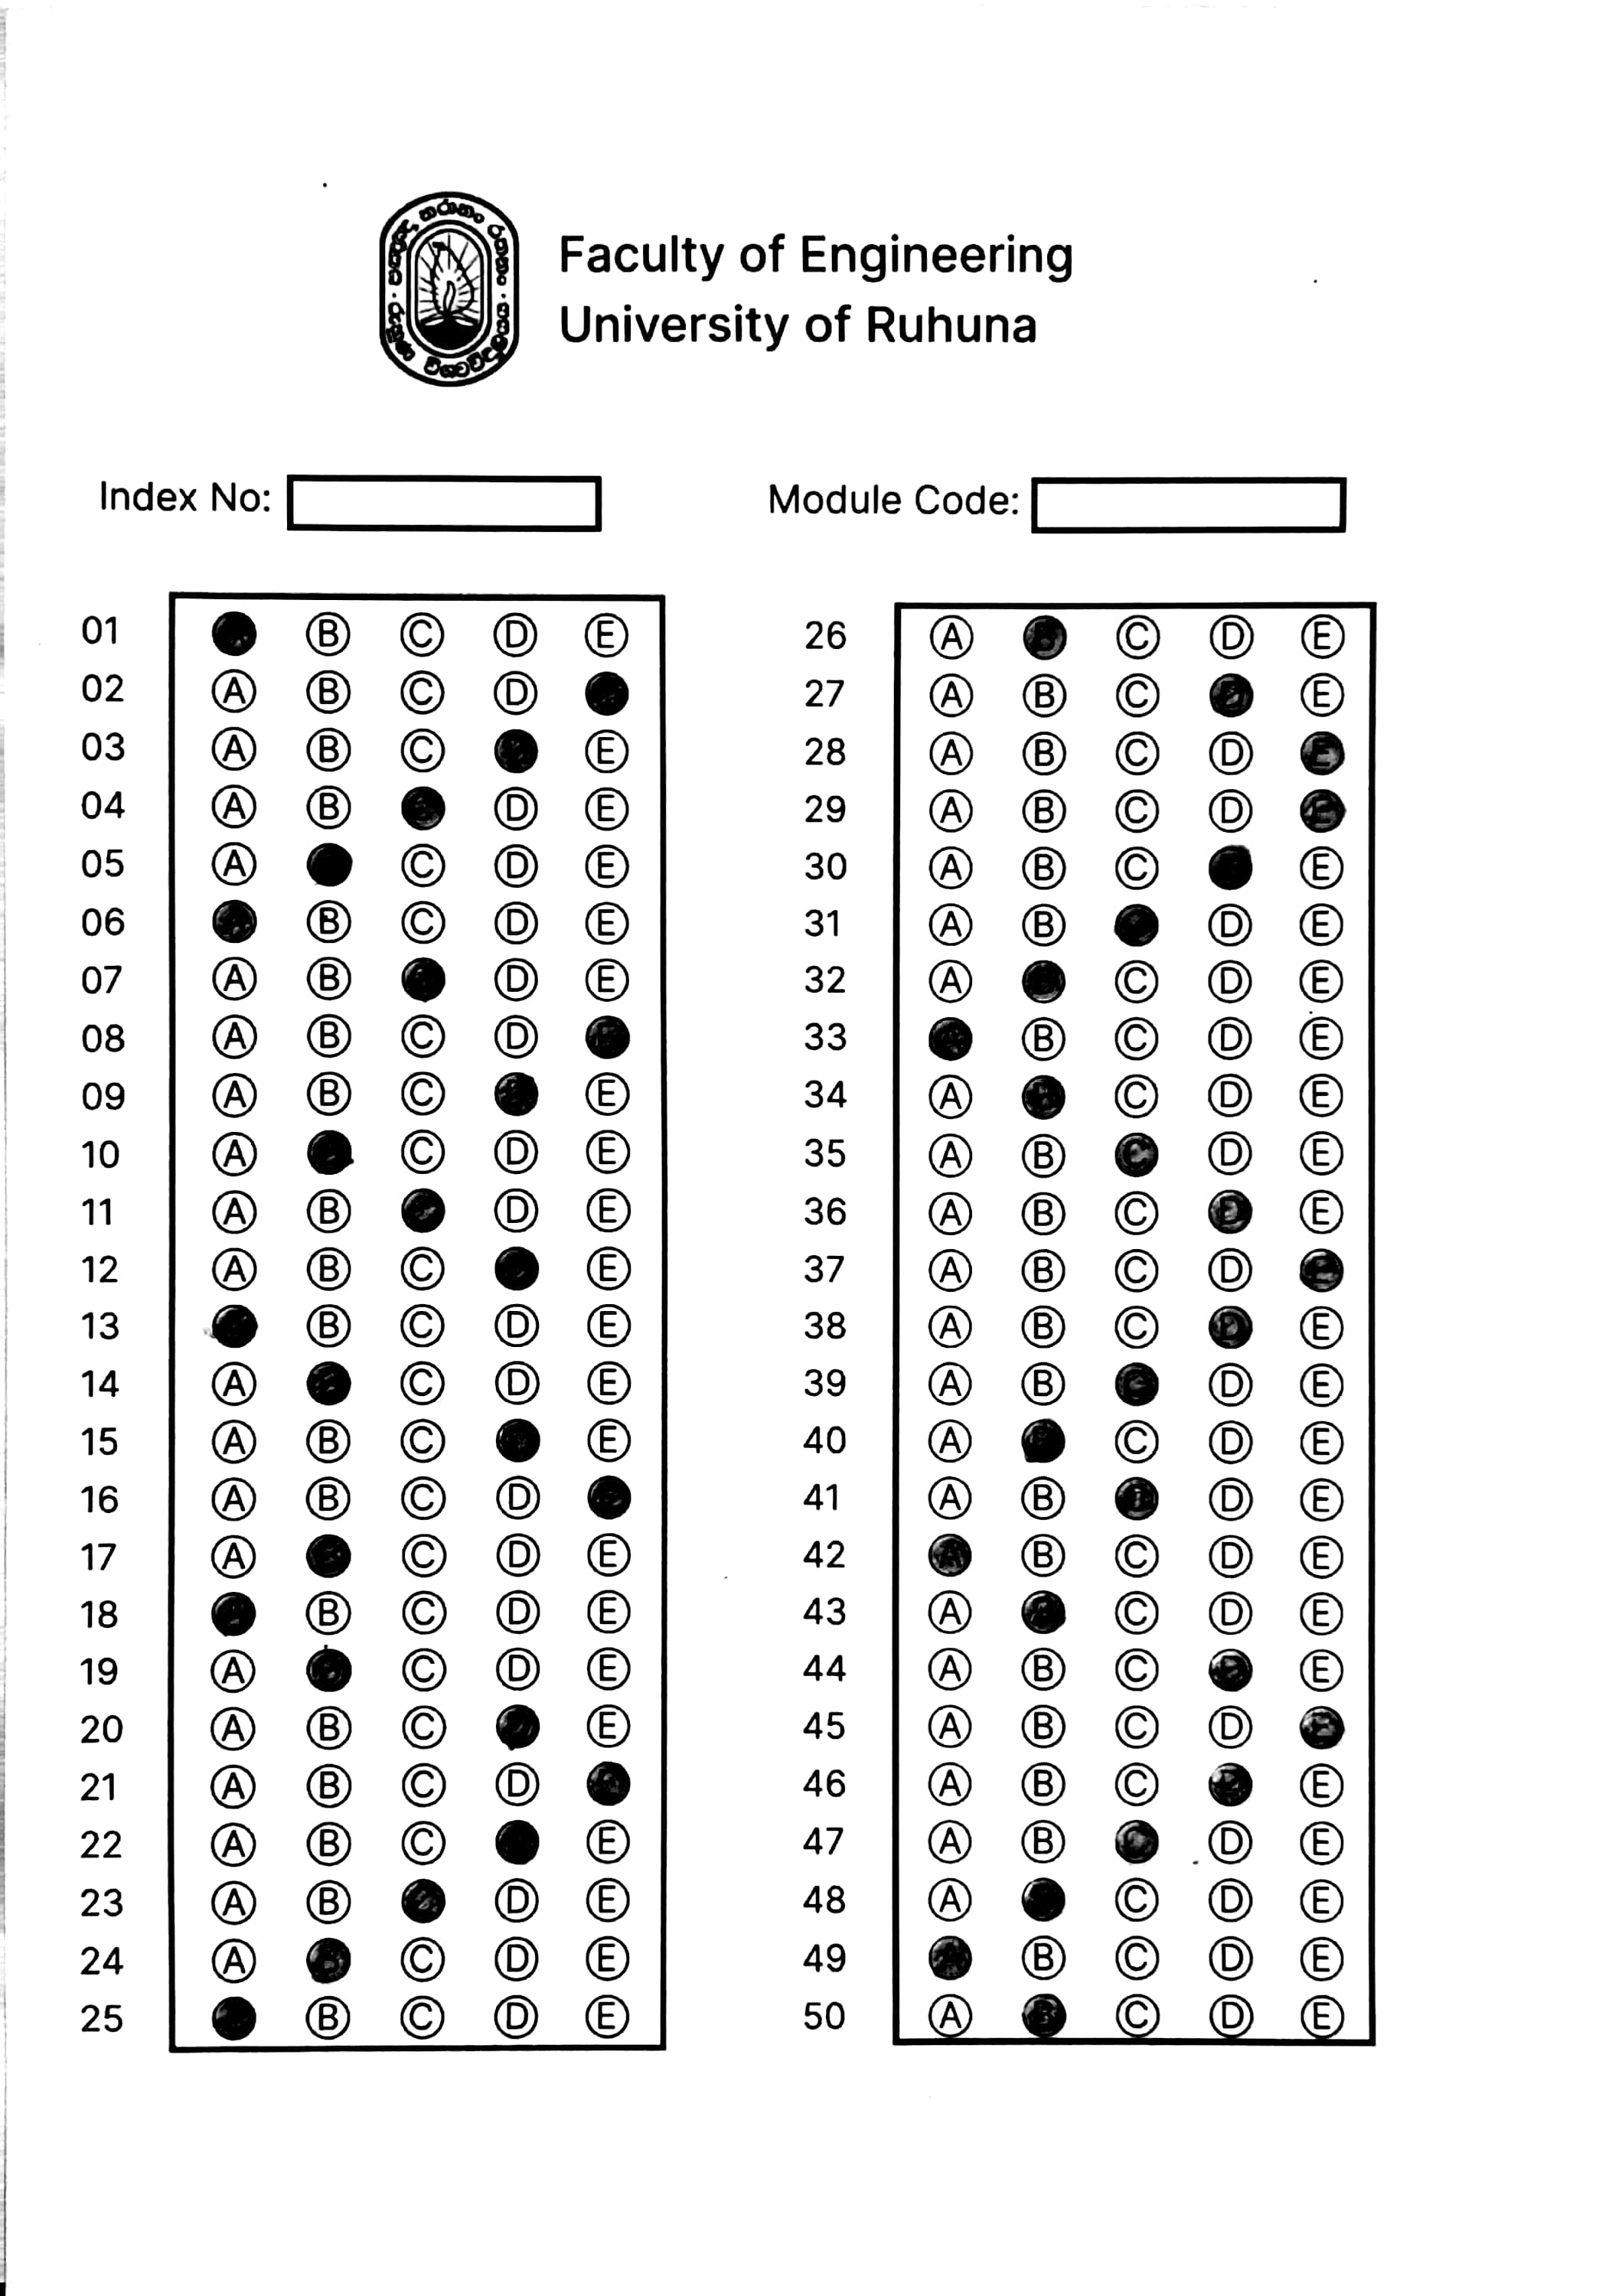 Faculty of Engineering
University of Ruhuna
Index No:
Module Code:
01 B C D E
02 A B C D
03 A B C E
04 A B D E
05 A C D E
06 B C D E
07 A B D E
08 A B C D
09 A B C E
10 A C D E
11 A B D E
12 A B C E
13 B C D E
14 A C D E
15 A B C E
16 A B C D
17 A C D E
18 B C D E
19 A C D E
20 A B C E
21 A B C D
22 A B C E
23 A B D E
24 A C D E
25 B C D E
26 A B C D E
27 A B C E
28 A B C D E
29 A B C D E
30 A B C E
31 A B D E
32 A C D E
33 B C D E
34 A C D E
35 A B C D E
36 A B C D E
37 A B C D E
38 A B C D E
39 A B C D E
40 A C D E
41 A B D E
42 A B C D E
43 A C D E
44 A B C E
45 A B C D E
46 A B C E
47 A B C D E
48 A C D E
49 A B C D E
50 A B C D E